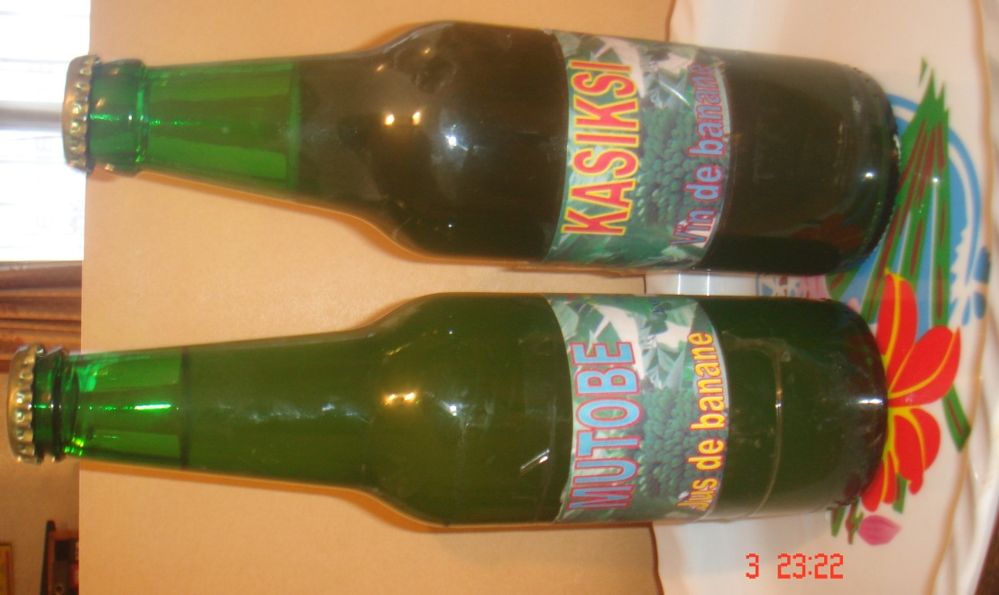 KASIKSI
Vin de banane
MUTOBE
Jus de banane
3 23:22